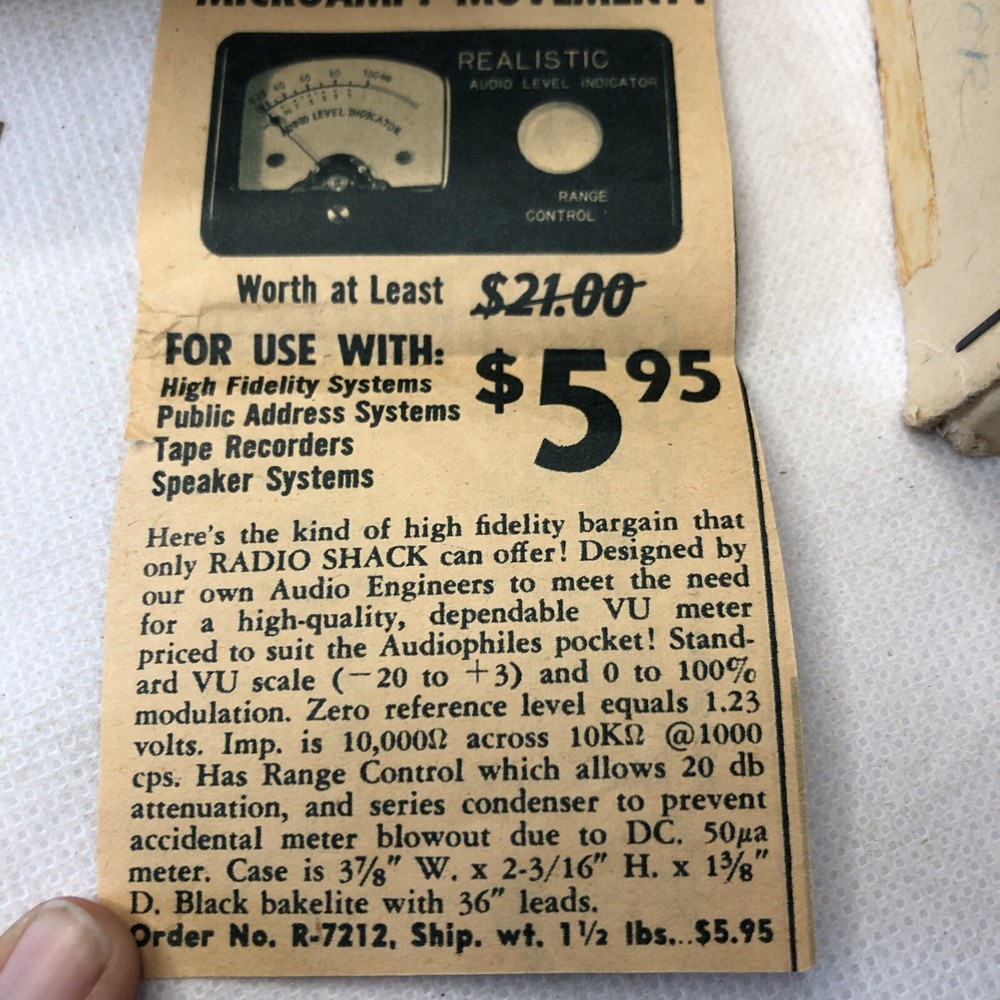 MICROAMP. MOVEMENT!
REALISTIC
AUDIO LEVEL INDICATOR
40 60 80 100
AUDIO LEVEL INDICATOR
RANGE
CONTROL
Worth at Least $21.00
FOR USE WITH:
High Fidelity Systems
Public Address Systems
Tape Recorders
Speaker Systems
$5 95
Here's the kind of high fidelity bargain that
only RADIO SHACK can offer! Designed by
our own Audio Engineers to meet the need
for a high-quality, dependable VU meter
priced to suit the Audiophiles pocket! Stand-
ard VU scale (−20 to +3) and 0 to 100%
modulation. Zero reference level equals 1.23
volts. Imp. is 10,000Ω across 10KΩ @1000
cps. Has Range Control which allows 20 db
attenuation, and series condenser to prevent
accidental meter blowout due to DC. 50μa
meter. Case is 3⅞" W. x 2-3/16" H. x 1⅜"
D. Black bakelite with 36" leads.
Order No. R-7212, Ship. wt. 1½ lbs...$5.95